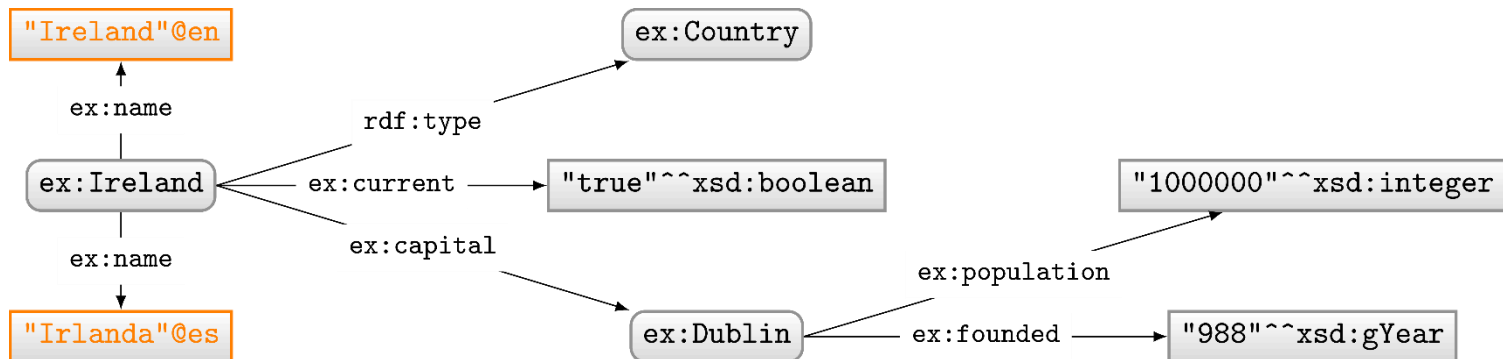 "Ireland"@en
ex:Country
ex:name
rdf:type
ex:Ireland
ex:current
"true"^^xsd:boolean
"1000000"^^xsd:integer
ex:name
ex:capital
ex:population
"Irlanda"@es
ex:Dublin
ex:founded
"988"^^xsd:gYear